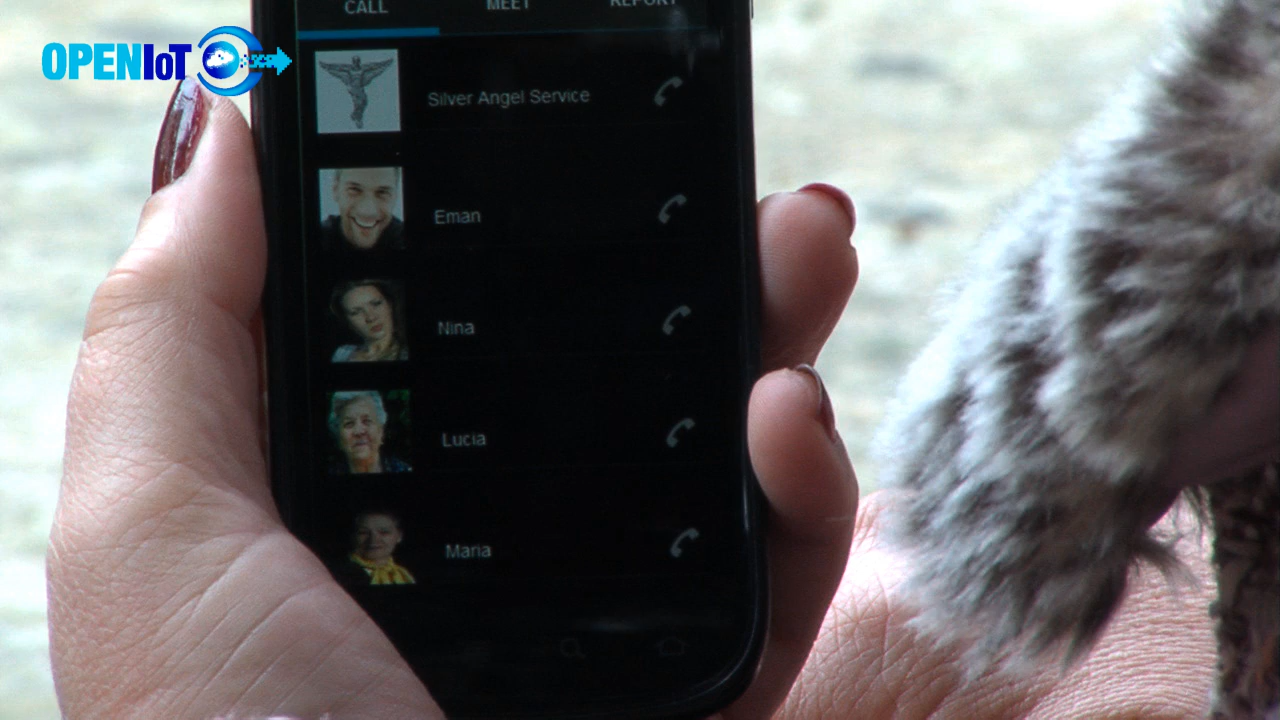 CALL MEET REPORT
OPENIoT
Silver Angel Service
Eman
Nina
Lucia
Maria